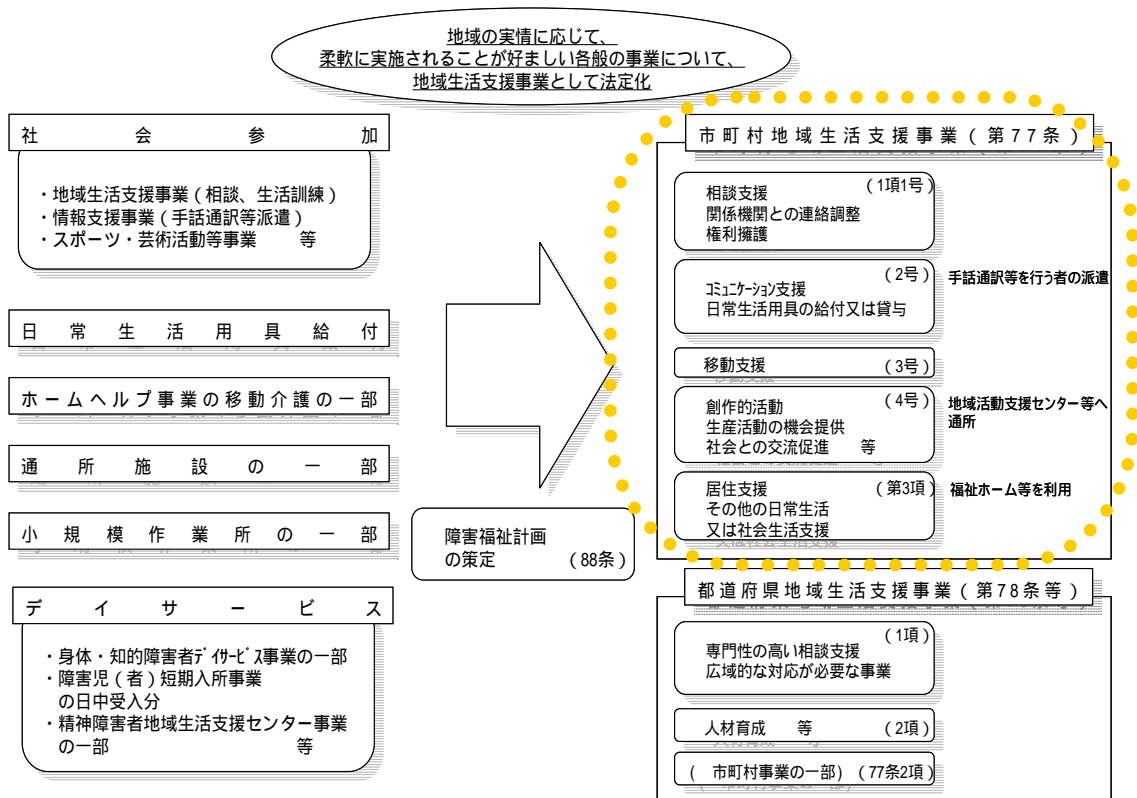 地域の実情に応じて、
柔軟に実施されることが好ましい各般の事業について、
地域生活支援事業として法定化
社会参加
・地域生活支援事業(相談、生活訓練)
・情報支援事業(手話通訳等派遣)
・スポーツ・芸術活動等事業 等
日常生活用具給付
ホームヘルプ事業の移動介護の一部
通所施設の一部
小規模作業所の一部
デイサービス
・身体・知的障害者ﾃﾞｲｻｰﾋﾞｽ事業の一部
・障害児(者)短期入所事業
の日中受入分
・精神障害者地域生活支援センター事業
の一部 等
障害福祉計画
の策定 (88条)
市町村地域生活支援事業(第77条)
相談支援 (1項1号)
関係機関との連絡調整
権利擁護
ｺﾐｭﾆｹｰｼｮﾝ支援 (2号)
日常生活用具の給付又は貸与
手話通訳等を行う者の派遣
移動支援 (3号)
創作的活動 (4号)
生産活動の機会提供
社会との交流促進 等
地域活動支援センター等へ
通所
居住支援 (第3項)
その他の日常生活
又は社会生活支援
福祉ホーム等を利用
都道府県地域生活支援事業(第78条等)
専門性の高い相談支援 (1項)
広域的な対応が必要な事業
人材育成 等 (2項)
( 市町村事業の一部) (77条2項)